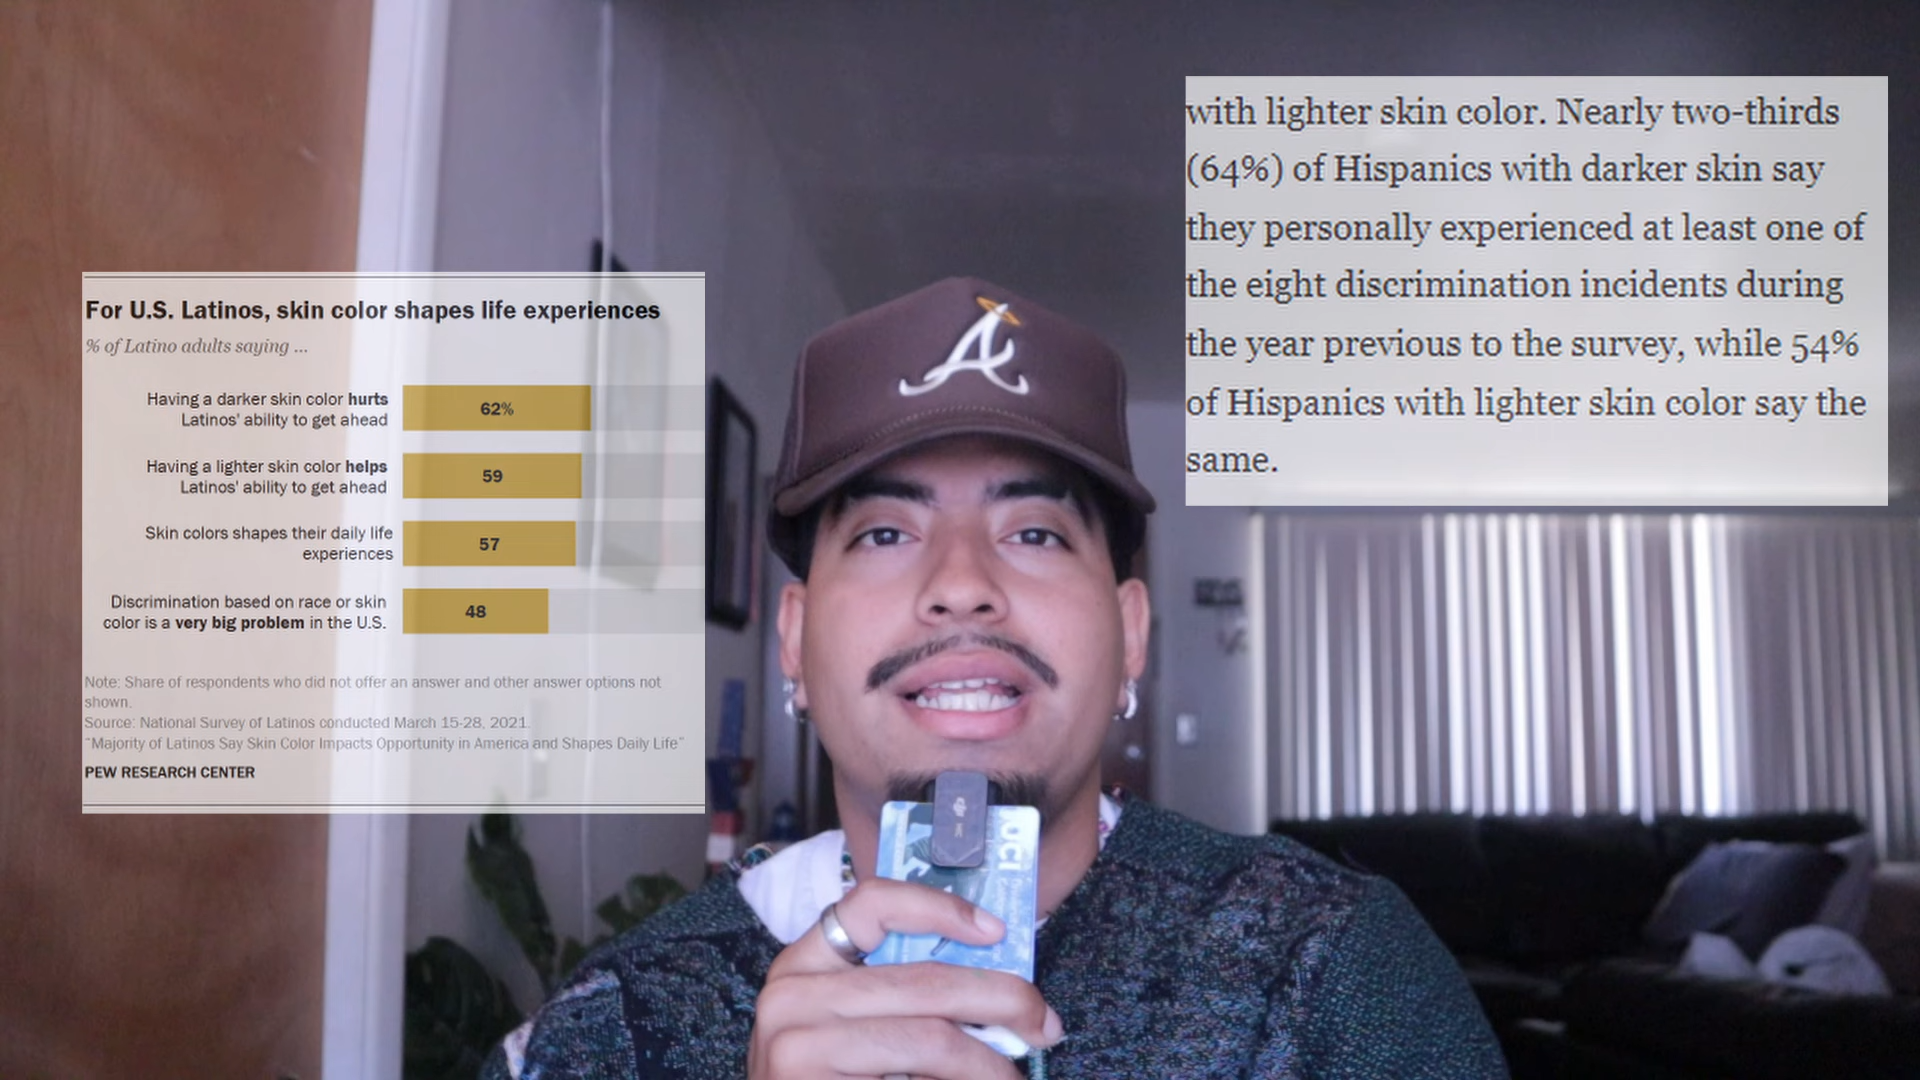 For U.S. Latinos, skin color shapes life experiences
% of Latino adults saying ...
Having a darker skin color hurts
Latinos' ability to get ahead
62%
Having a lighter skin color helps
Latinos' ability to get ahead
59
Skin colors shapes their daily life
experiences
57
Discrimination based on race or skin
color is a very big problem in the U.S.
48
Note: Share of respondents who did not offer an answer and other answer options not
shown.
Source: National Survey of Latinos conducted March 15-28, 2021.
“Majority of Latinos Say Skin Color Impacts Opportunity in America and Shapes Daily Life”
PEW RESEARCH CENTER
with lighter skin color. Nearly two-thirds
(64%) of Hispanics with darker skin say
they personally experienced at least one of
the eight discrimination incidents during
the year previous to the survey, while 54%
of Hispanics with lighter skin color say the
same.
A
UCI